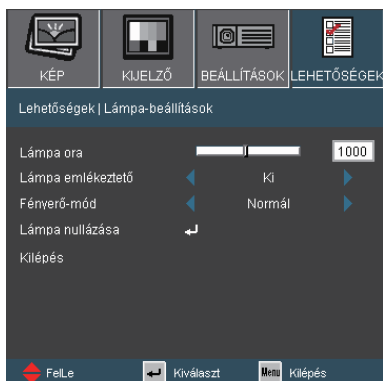 KÉP KIJELZŐ BEÁLLÍTÁSOK LEHETŐSÉGEK
Lehetőségek | Lámpa-beállítások
Lámpa óra 1000
Lámpa emlékeztető Ki
Fényerő-mód Normál
Lámpa nullázása
Kilépés
FelLe Kiválaszt Menu Kilépés